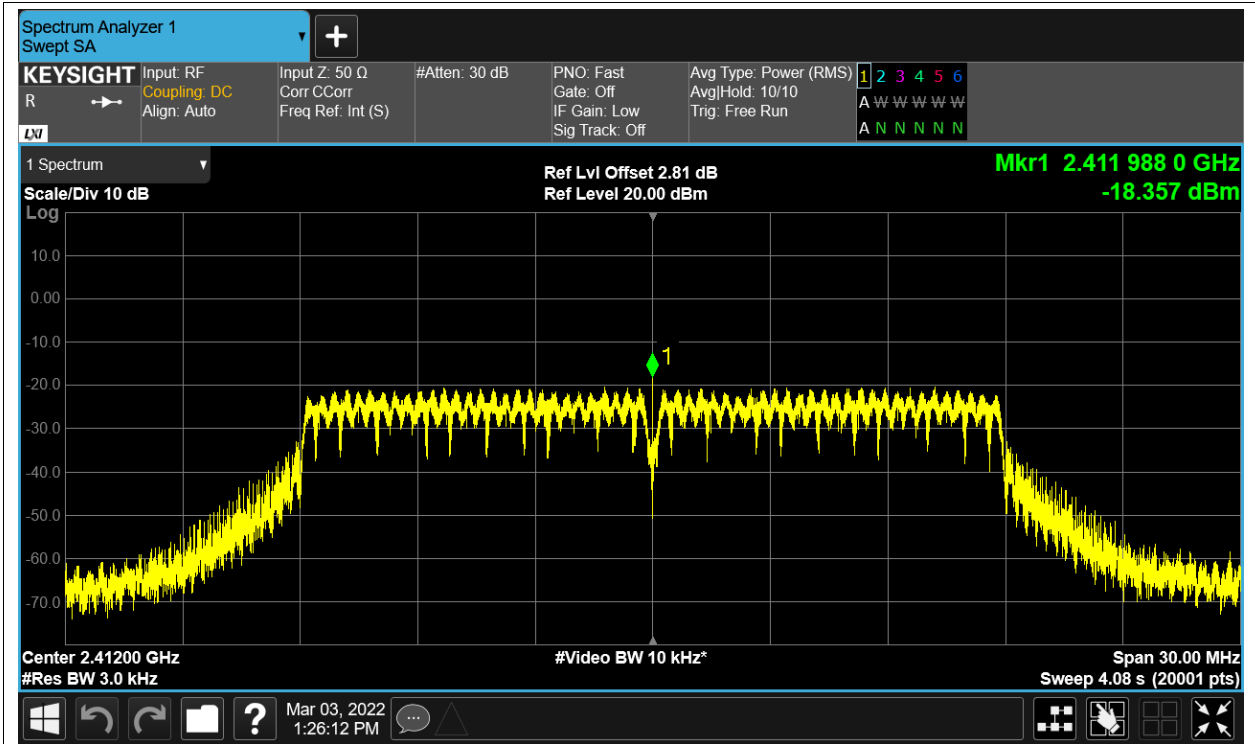 Spectrum Analyzer 1
Swept SA
KEYSIGHT
R
LXI
Input: RF
Coupling: DC
Align: Auto
Input Z: 50 Ω
Corr CCorr
Freq Ref: Int (S)
#Atten: 30 dB
PNO: Fast
Gate: Off
IF Gain: Low
Sig Track: Off
Avg Type: Power (RMS)
Avg|Hold: 10/10
Trig: Free Run
1 2 3 4 5 6
A W W W W W
A N N N N N
1 Spectrum
Scale/Div 10 dB
Log
Ref Lvl Offset 2.81 dB
Ref Level 20.00 dBm
Mkr1 2.411 988 0 GHz
-18.357 dBm
10.0
0.00
-10.0
1
-20.0
-30.0
-40.0
-50.0
-60.0
-70.0
Center 2.41200 GHz
#Res BW 3.0 kHz
#Video BW 10 kHz*
Span 30.00 MHz
Sweep 4.08 s (20001 pts)
?
Mar 03, 2022
1:26:12 PM